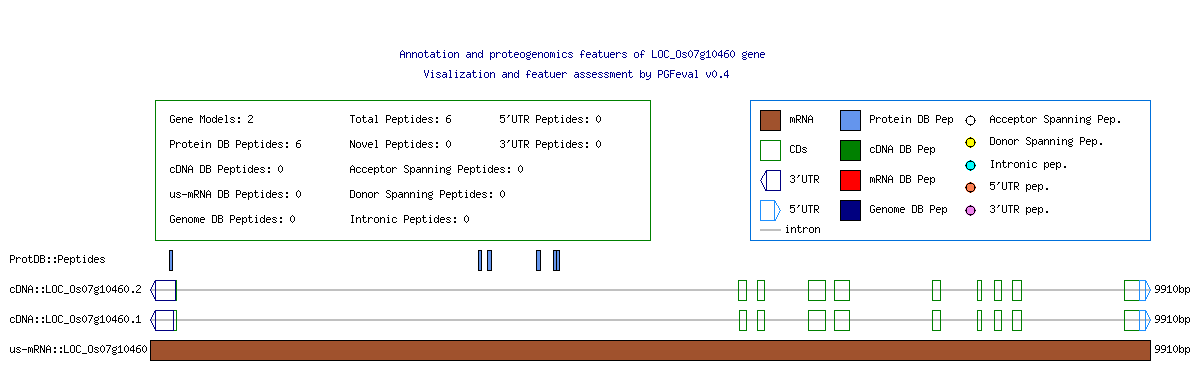 Annotation and proteogenomics featuers of LOC_Os07g10460 gene
Visalization and featuer assessment by PGFeval v0.4
Gene Models: 2 Total Peptides: 6 5'UTR Peptides: 0
Protein DB Peptides: 6 Novel Peptides: 0 3'UTR Peptides: 0
cDNA DB Peptides: 0 Acceptor Spanning Peptides: 0
us-mRNA DB Peptides: 0 Donor Spanning Peptides: 0
Genome DB Peptides: 0 Intronic Peptides: 0
mRNA Protein DB Pep Acceptor Spanning Pep.
CDs cDNA DB Pep Donor Spanning Pep.
3'UTR mRNA DB Pep Intronic pep.
5'UTR Genome DB Pep 5'UTR pep.
intron 3'UTR pep.
ProtDB::Peptides
cDNA::LOC_Os07g10460.2 9910bp
cDNA::LOC_Os07g10460.1 9910bp
us-mRNA::LOC_Os07g10460 9910bp